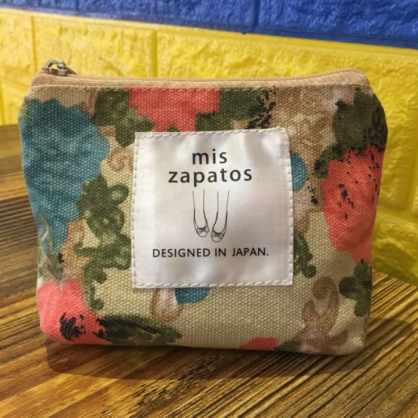 mis
zapatos
DESIGNED IN JAPAN.